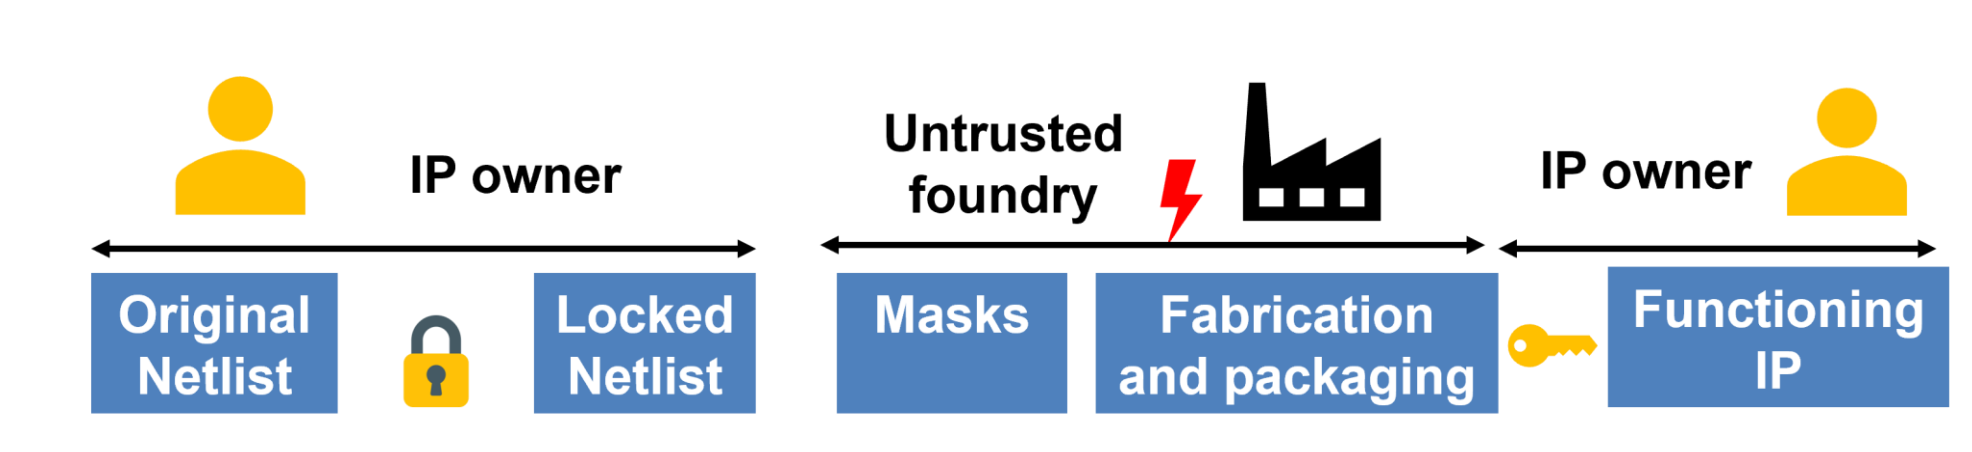 IP owner
Untrusted
foundry
IP owner
Original
Netlist
Locked
Netlist
Masks
Fabrication
and packaging
Functioning
IP